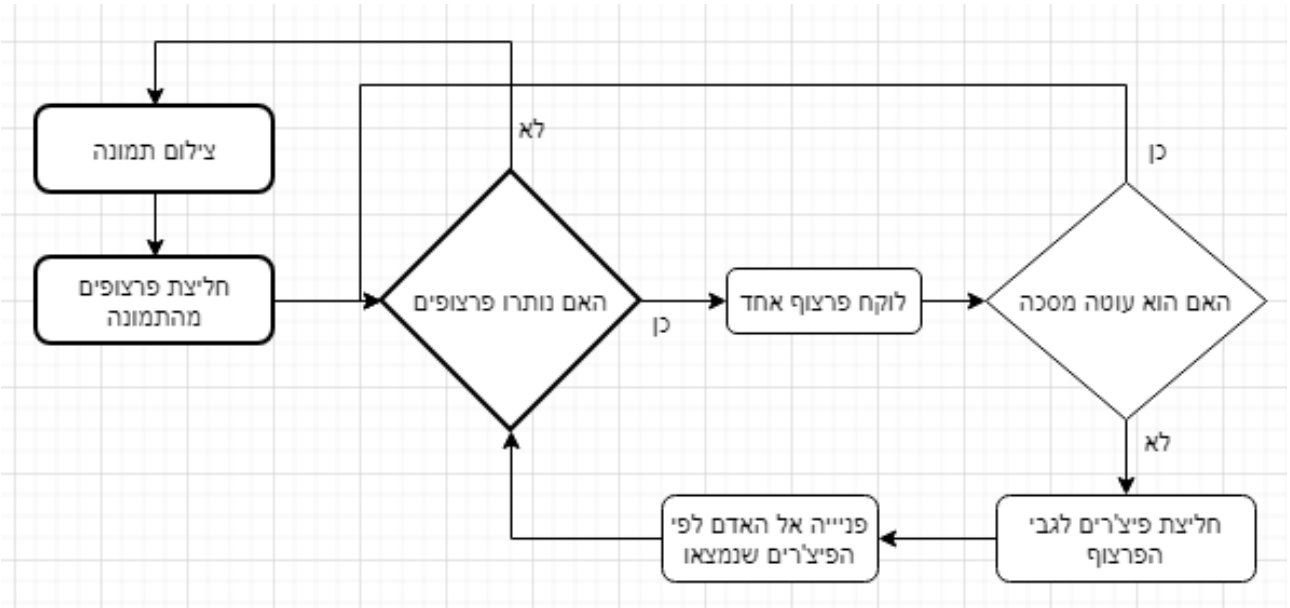 צילום תמונה
חליצת פרצופים
מהתמונה
האם נותרו פרצופים
לא
כן
לוקח פרצוף אחד
האם הוא עוטה מסכה
כן
לא
חליצת פיצ'רים לגבי
הפרצוף
פניייה אל האדם לפי
הפיצ'רים שנמצאו